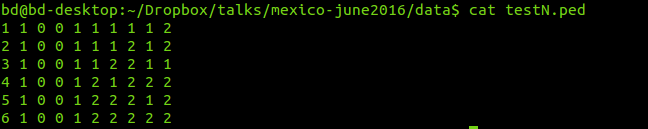 bd@bd-desktop:~/Dropbox/talks/mexico-june2016/data$ cat testN.ped
1 1 0 0 1 1 1 1 1 2
2 1 0 0 1 1 1 2 1 2
3 1 0 0 1 1 2 2 1 1
4 1 0 0 1 2 1 2 2 2
5 1 0 0 1 2 2 2 1 2
6 1 0 0 1 2 2 2 2 2